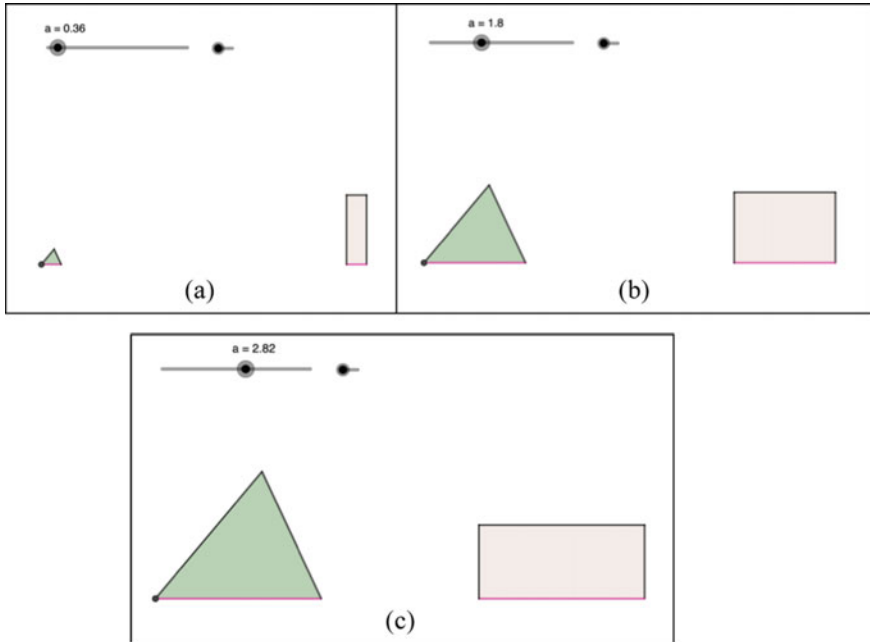 a = 0.36
a = 1.8
(a)
(b)
a = 2.82
(c)